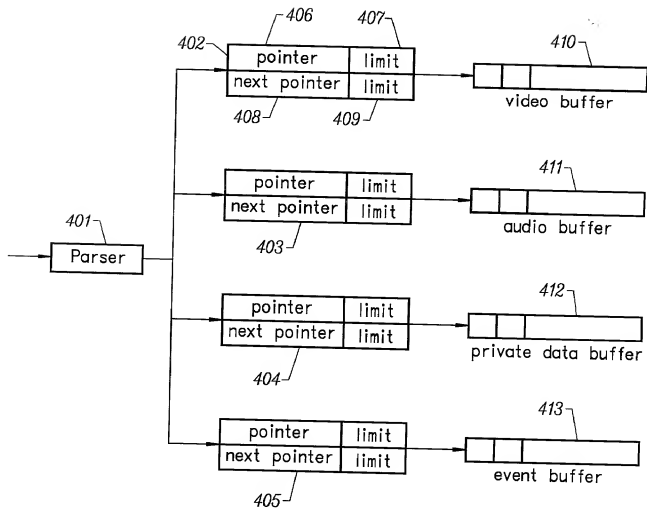 406
407
402
410
pointer limit
next pointer limit
408
409
video buffer
411
pointer limit
next pointer limit
401
403
audio buffer
Parser
412
pointer limit
next pointer limit
404
private data buffer
413
pointer limit
next pointer limit
405
event buffer